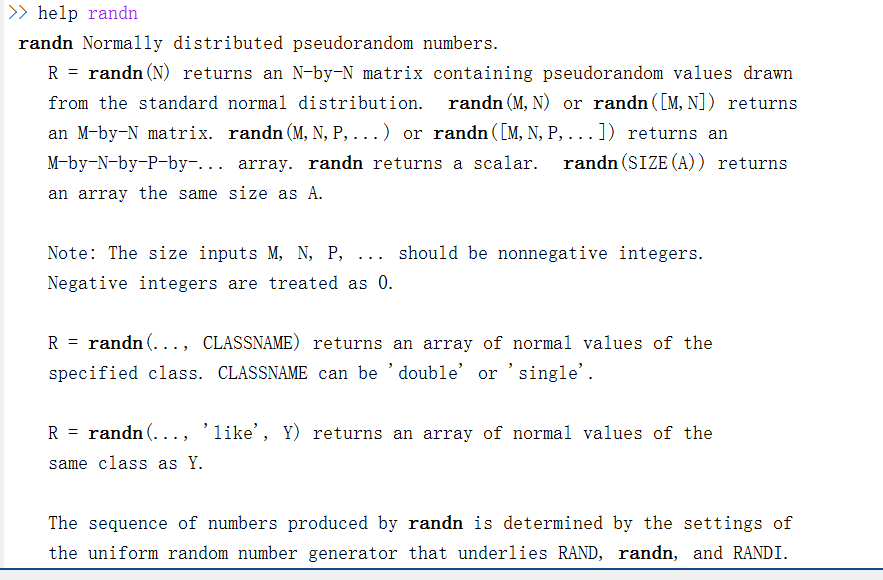 >> help randn
randn Normally distributed pseudorandom numbers.
R = randn(N) returns an N-by-N matrix containing pseudorandom values drawn
from the standard normal distribution. randn(M,N) or randn([M,N]) returns
an M-by-N matrix. randn(M,N,P,...) or randn([M,N,P,...]) returns an
M-by-N-by-P-by-... array. randn returns a scalar. randn(SIZE(A)) returns
an array the same size as A.
Note: The size inputs M, N, P, ... should be nonnegative integers.
Negative integers are treated as 0.
R = randn(..., CLASSNAME) returns an array of normal values of the
specified class. CLASSNAME can be 'double' or 'single'.
R = randn(..., 'like', Y) returns an array of normal values of the
same class as Y.
The sequence of numbers produced by randn is determined by the settings of
the uniform random number generator that underlies RAND, randn, and RANDI.